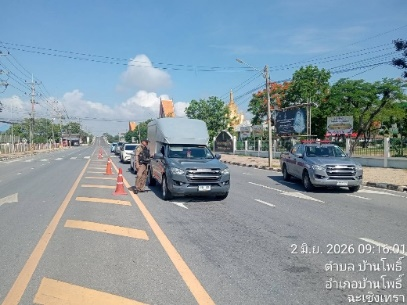 2 มิ.ย. 2026 09:16:01
ตำบล บ้านโพธิ์
อำเภอบ้านโพธิ์
ฉะเชิงเทรา